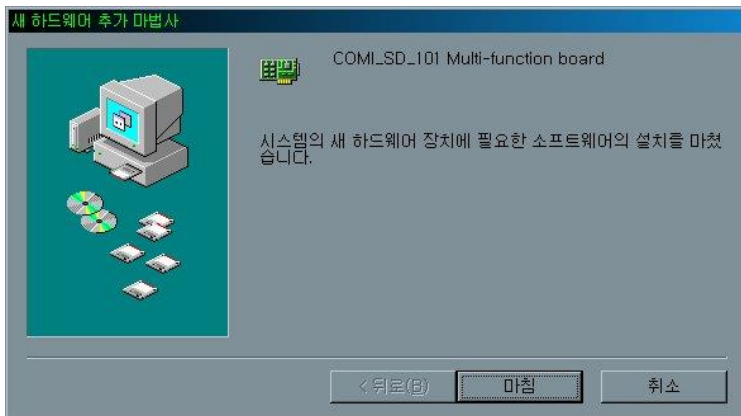 새 하드웨어 추가 마법사
COMI_SD_101 Multi-function board
시스템의 새 하드웨어 장치에 필요한 소프트웨어의 설치를 마쳤
습니다.
< 뒤로(B)
마침
취소